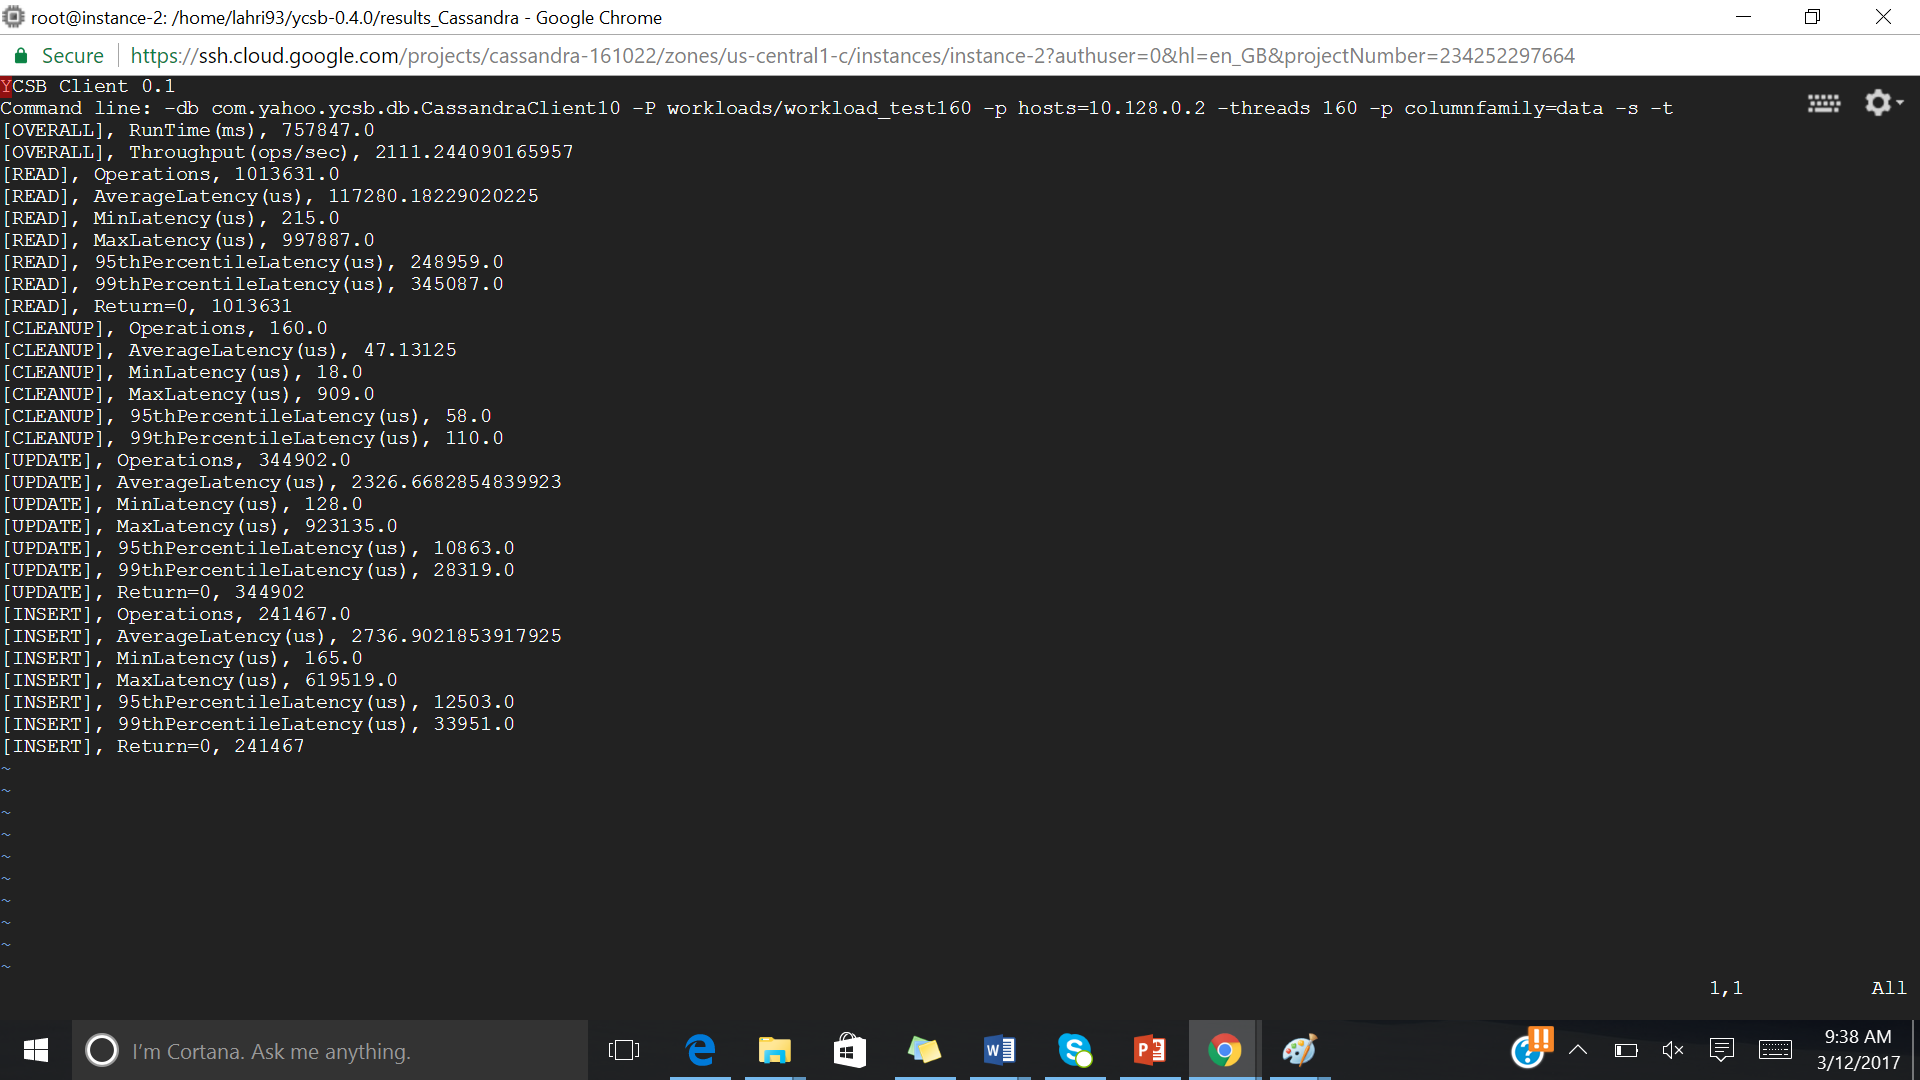 root@instance-2: /home/lahri93/ycsb-0.4.0/results_Cassandra - Google Chrome
Secure https://ssh.cloud.google.com/projects/cassandra-161022/zones/us-central1-c/instances/instance-2?authuser=0&hl=en_GB&projectNumber=234252297664
YCSB Client 0.1
Command line: -db com.yahoo.ycsb.db.CassandraClient10 -P workloads/workload_test160 -p hosts=10.128.0.2 -threads 160 -p columnfamily=data -s -t
[OVERALL], RunTime(ms), 757847.0
[OVERALL], Throughput(ops/sec), 2111.244090165957
[READ], Operations, 1013631.0
[READ], AverageLatency(us), 117280.18229020225
[READ], MinLatency(us), 215.0
[READ], MaxLatency(us), 997887.0
[READ], 95thPercentileLatency(us), 248959.0
[READ], 99thPercentileLatency(us), 345087.0
[READ], Return=0, 1013631
[CLEANUP], Operations, 160.0
[CLEANUP], AverageLatency(us), 47.13125
[CLEANUP], MinLatency(us), 18.0
[CLEANUP], MaxLatency(us), 909.0
[CLEANUP], 95thPercentileLatency(us), 58.0
[CLEANUP], 99thPercentileLatency(us), 110.0
[UPDATE], Operations, 344902.0
[UPDATE], AverageLatency(us), 2326.6682854839923
[UPDATE], MinLatency(us), 128.0
[UPDATE], MaxLatency(us), 923135.0
[UPDATE], 95thPercentileLatency(us), 10863.0
[UPDATE], 99thPercentileLatency(us), 28319.0
[UPDATE], Return=0, 344902
[INSERT], Operations, 241467.0
[INSERT], AverageLatency(us), 2736.9021853917925
[INSERT], MinLatency(us), 165.0
[INSERT], MaxLatency(us), 619519.0
[INSERT], 95thPercentileLatency(us), 12503.0
[INSERT], 99thPercentileLatency(us), 33951.0
[INSERT], Return=0, 241467
~
~
~
~
~
~
~
~
~
~
1,1 All
I'm Cortana. Ask me anything.
9:38 AM
3/12/2017